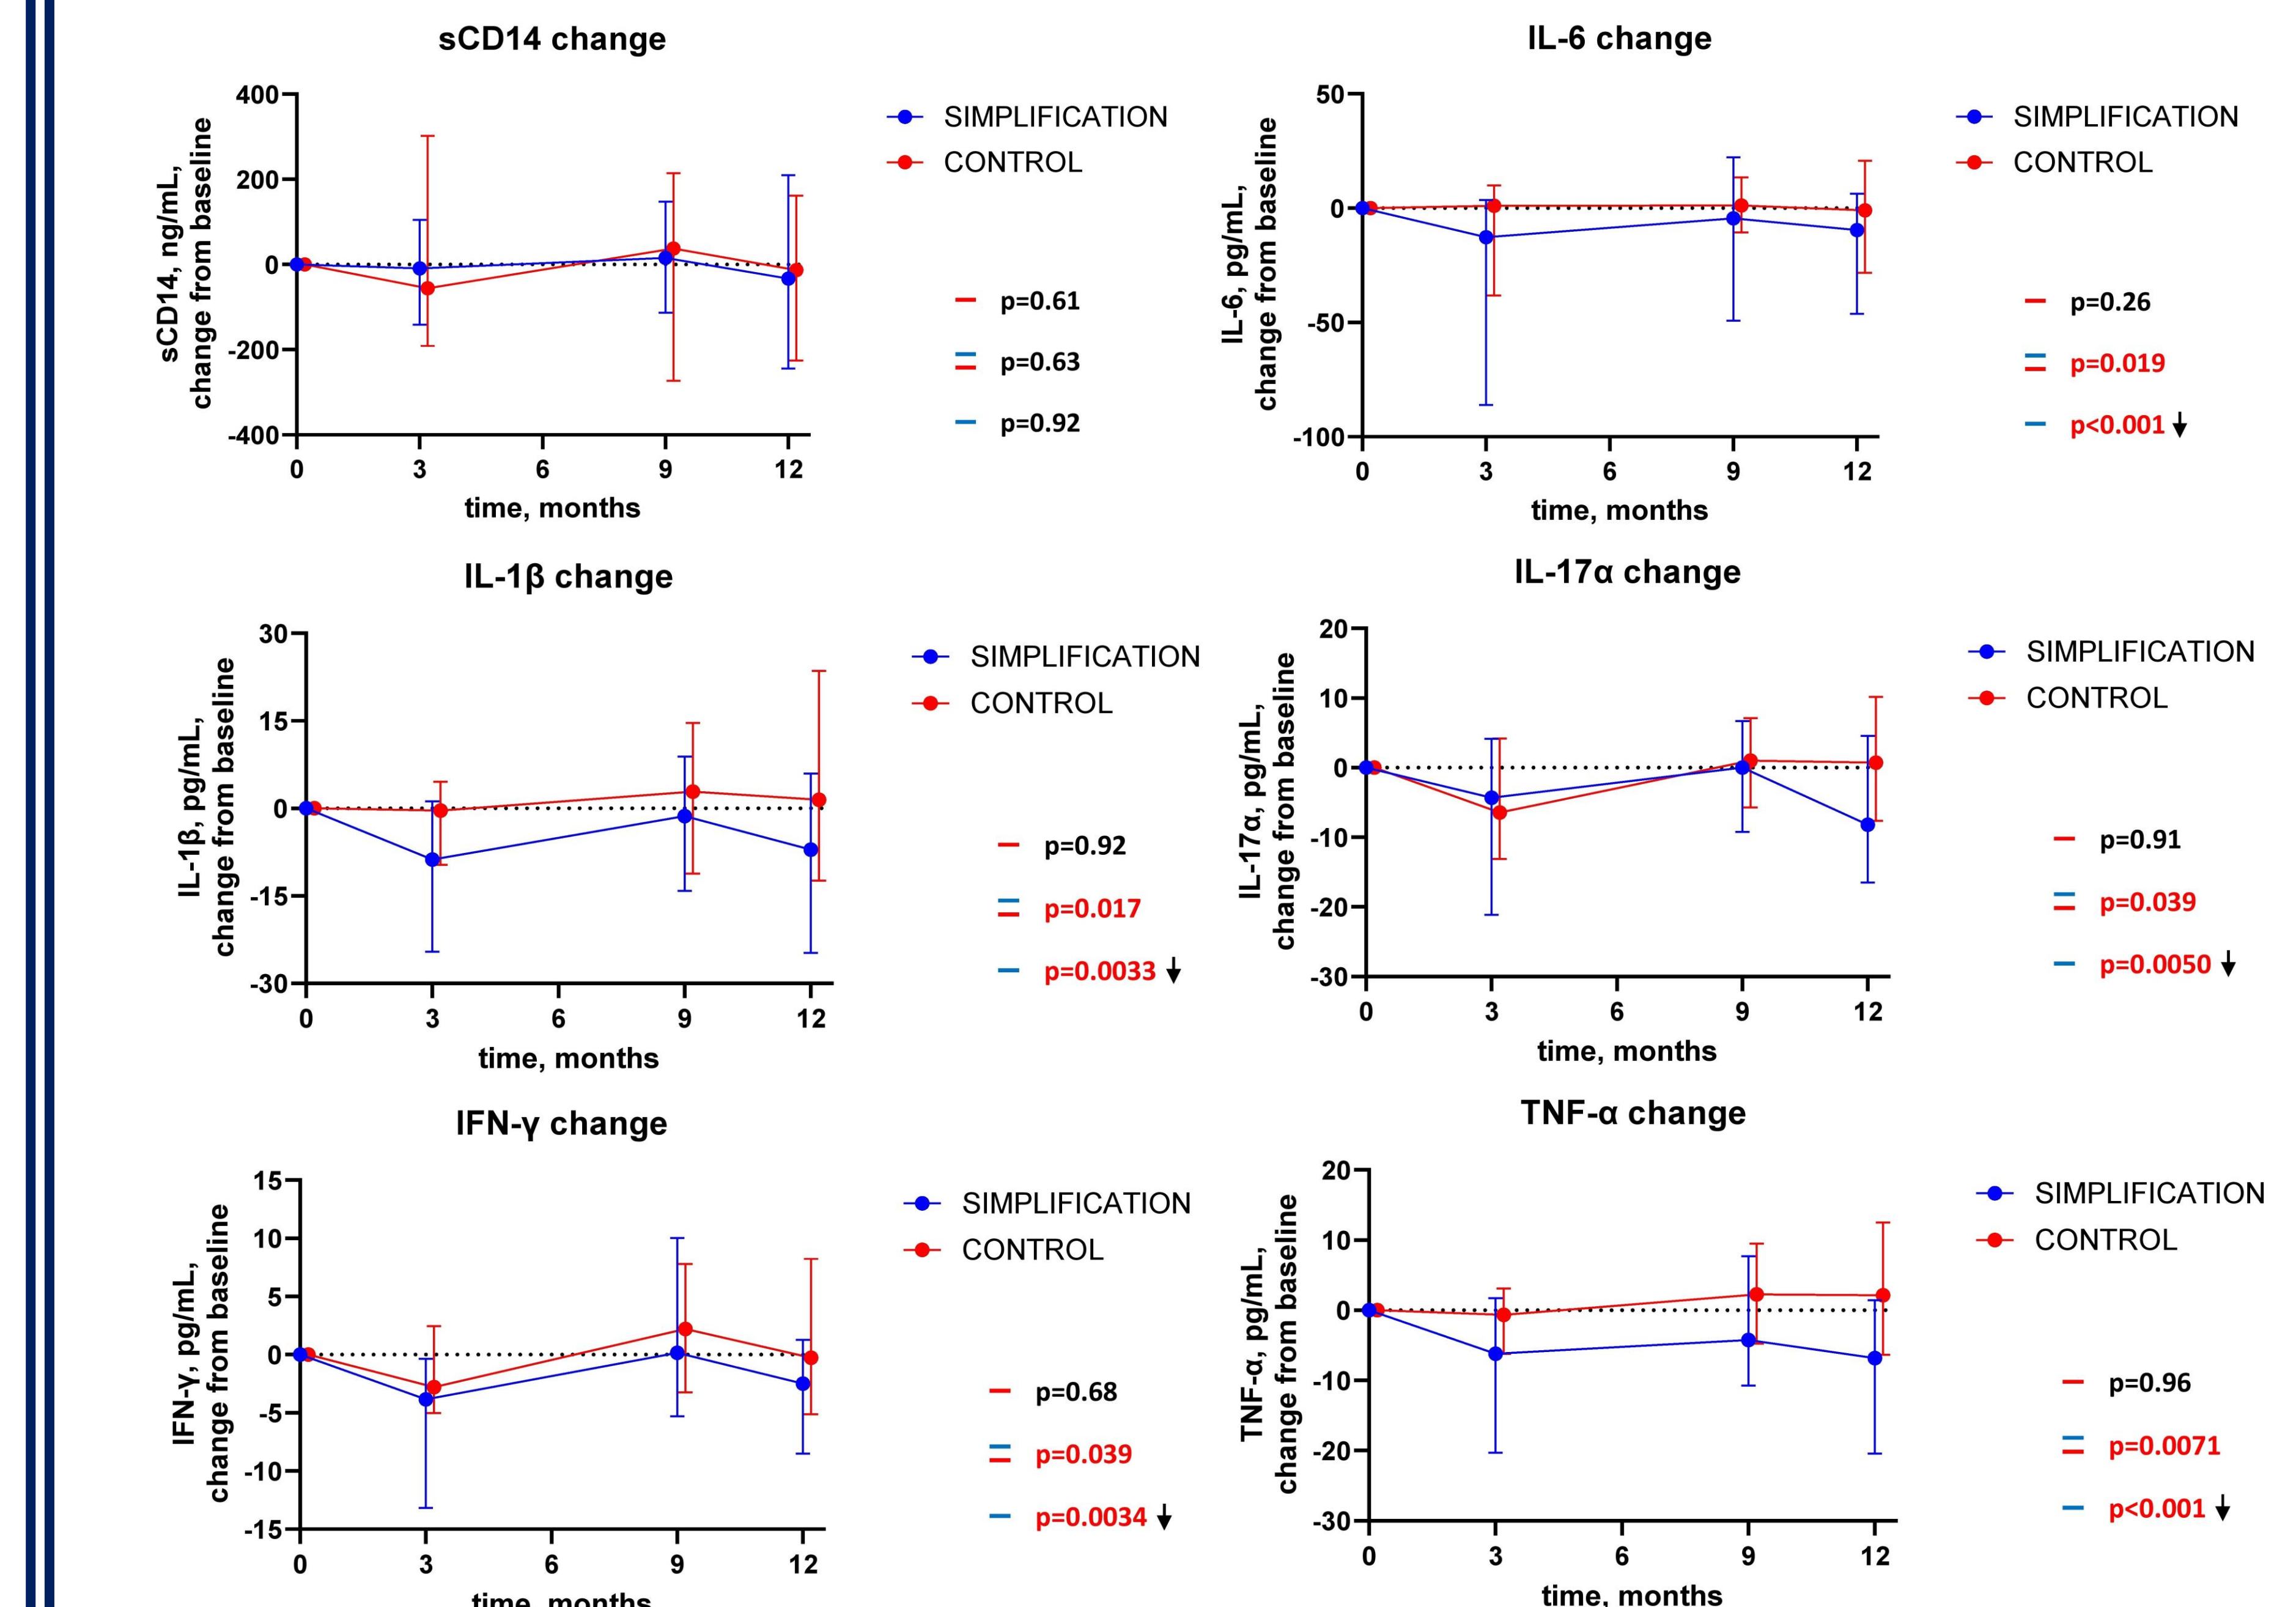 sCD14 change
sCD14, ng/mL,
change from baseline
400
200
0
-200
-400
0 3 6 9 12
time, months
SIMPLIFICATION
CONTROL
p=0.61
p=0.63
p=0.92
IL-6 change
IL-6, pg/mL,
change from baseline
50
0
-50
-100
0 3 6 9 12
time, months
SIMPLIFICATION
CONTROL
p=0.26
p=0.019
p<0.001
IL-1β change
IL-1β, pg/mL,
change from baseline
30
15
0
-15
-30
0 3 6 9 12
time, months
SIMPLIFICATION
CONTROL
p=0.92
p=0.017
p=0.0033
IL-17α change
IL-17α, pg/mL,
change from baseline
20
10
0
-10
-20
-30
0 3 6 9 12
time, months
SIMPLIFICATION
CONTROL
p=0.91
p=0.039
p=0.0050
IFN-γ change
IFN-γ, pg/mL,
change from baseline
15
10
5
0
-5
-10
-15
0 3 6 9 12
time, months
SIMPLIFICATION
CONTROL
p=0.68
p=0.039
p=0.0034
TNF-α change
TNF-α, pg/mL,
change from baseline
20
10
0
-10
-20
-30
0 3 6 9 12
time, months
SIMPLIFICATION
CONTROL
p=0.96
p=0.0071
p<0.001